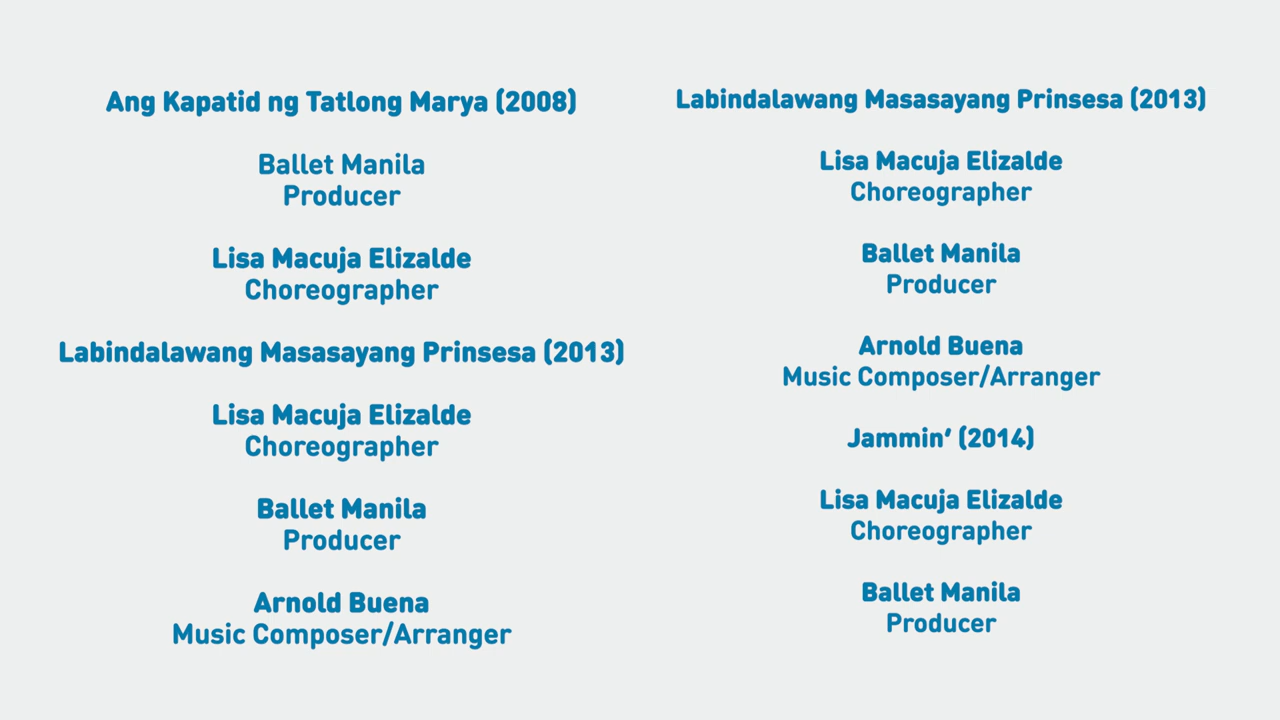 Ang Kapatid ng Tatlong Marya (2008)
Ballet Manila
Producer
Lisa Macuja Elizalde
Choreographer
Labindalawang Masasayang Prinsesa (2013)
Lisa Macuja Elizalde
Choreographer
Ballet Manila
Producer
Arnold Buena
Music Composer/Arranger
Labindalawang Masasayang Prinsesa (2013)
Lisa Macuja Elizalde
Choreographer
Ballet Manila
Producer
Arnold Buena
Music Composer/Arranger
Jammin’ (2014)
Lisa Macuja Elizalde
Choreographer
Ballet Manila
Producer